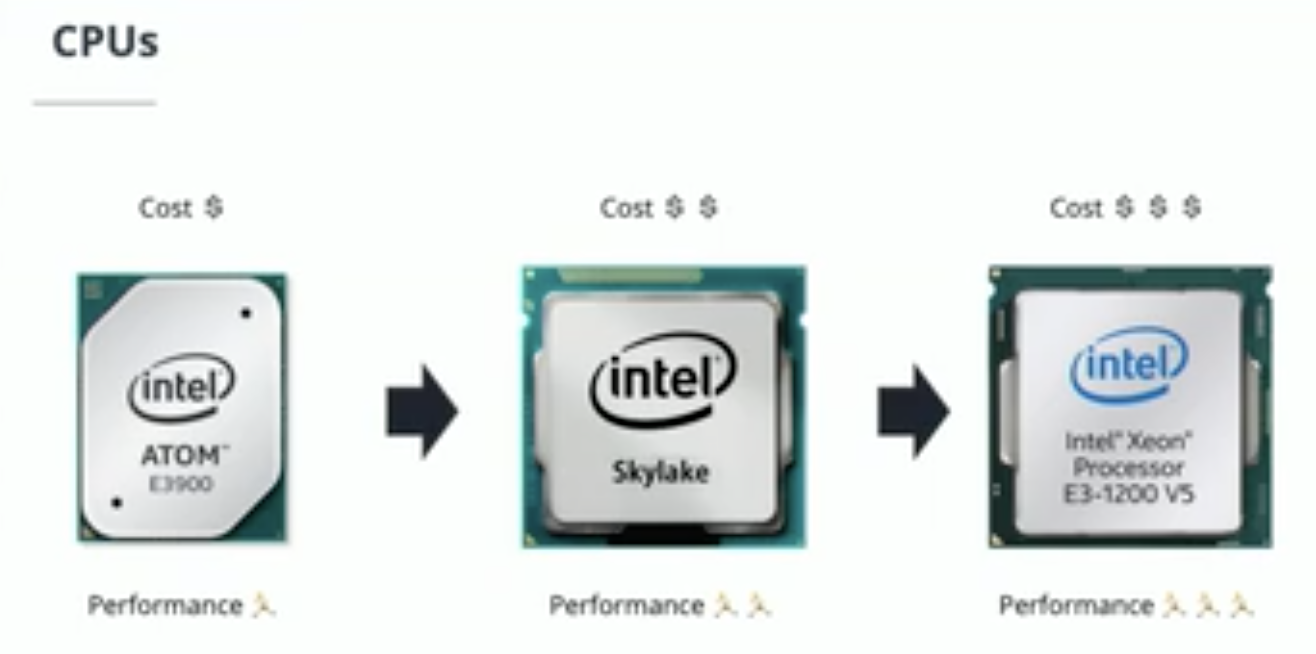 CPUs
Cost $
Cost $ $
Cost $ $ $
intel
ATOM™
E3900
intel
Skylake
intel
Intel® Xeon®
Processor
E3-1200 V5
Performance 🏃
Performance 🏃🏃
Performance 🏃🏃🏃